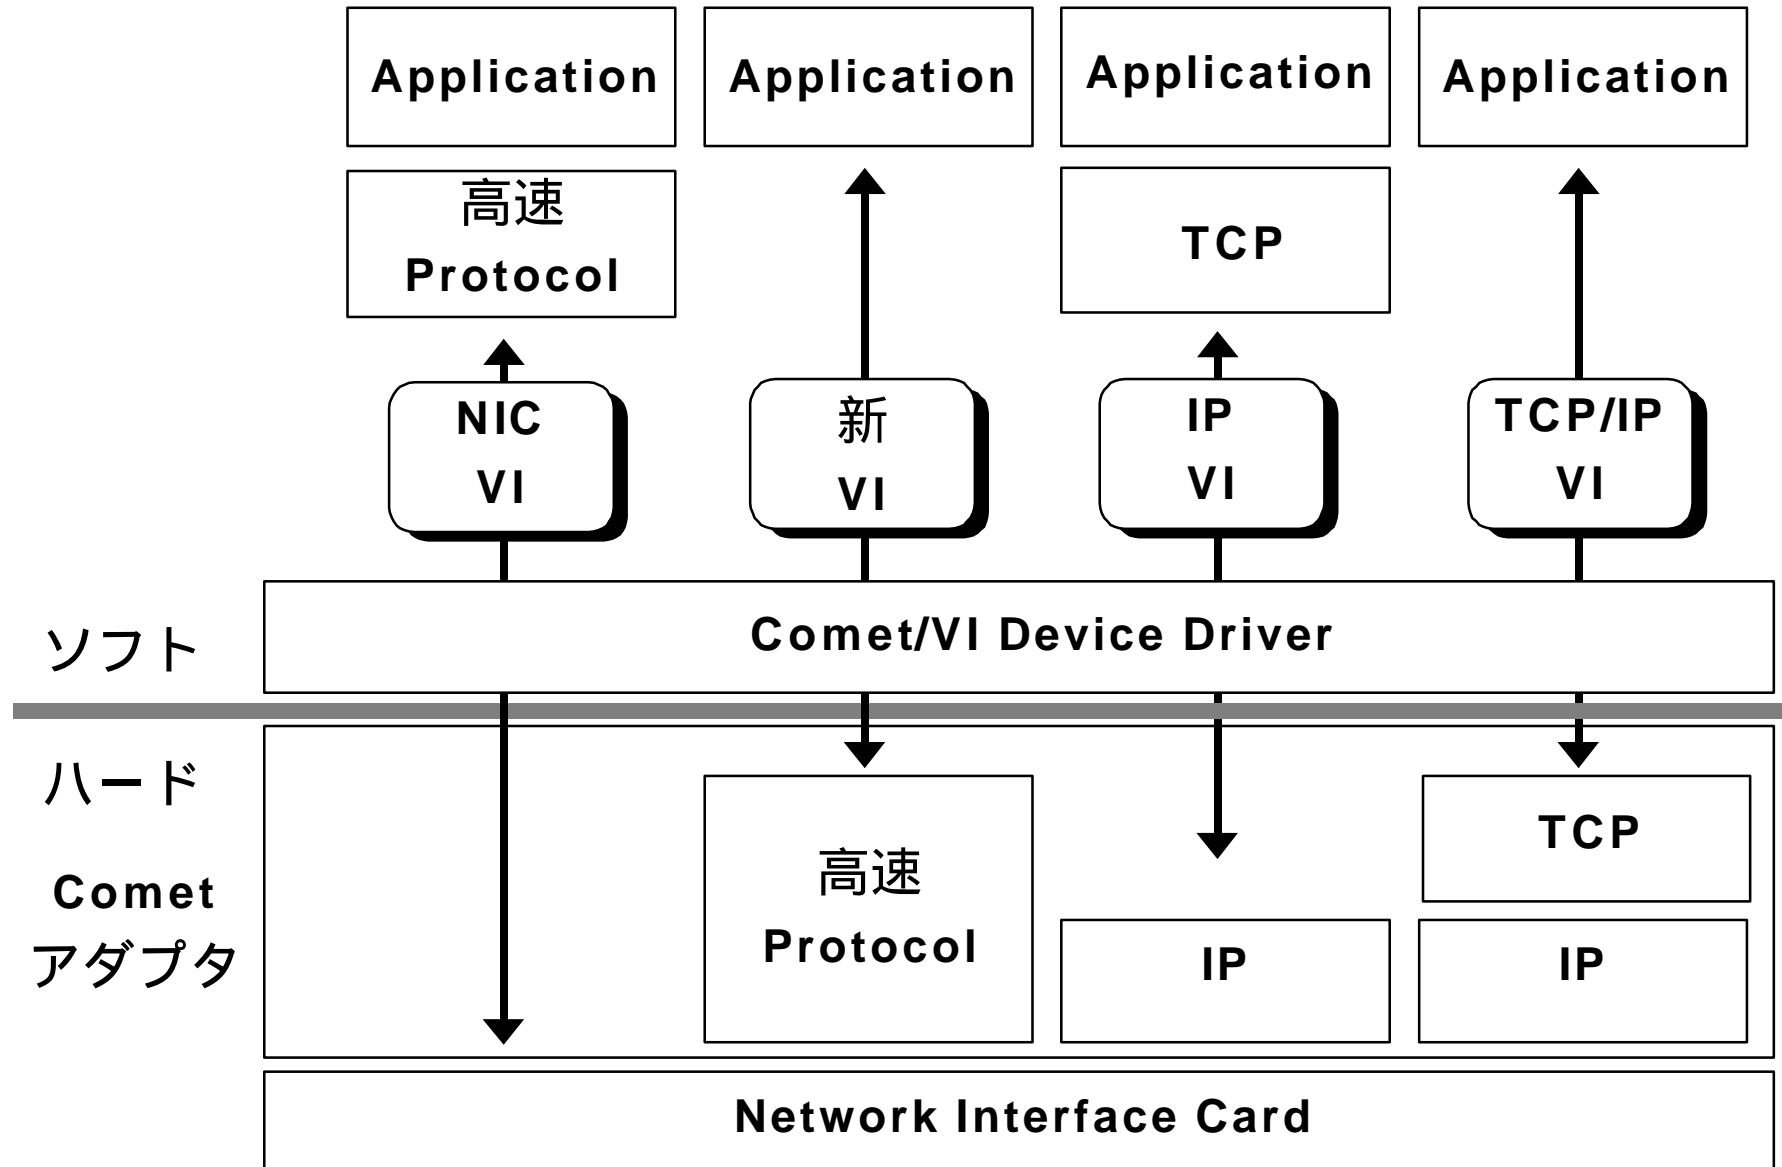 Application
Application
Application
Application
高速
Protocol
TCP
NIC
VI
新
VI
IP
VI
TCP/IP
VI
ソフト
Comet/VI Device Driver
ハード
Comet
アダプタ
高速
Protocol
IP
TCP
IP
Network Interface Card